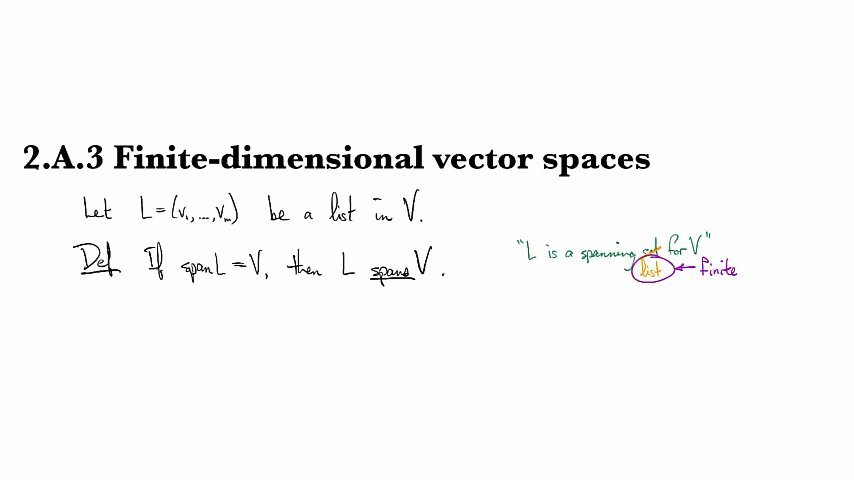 2.A.3 Finite-dimensional vector spaces
Let L=(v₁,...,vₘ) be a list in V.
Def If span L = V, then L spans V.
"L is a spanning set for V"
list ← finite